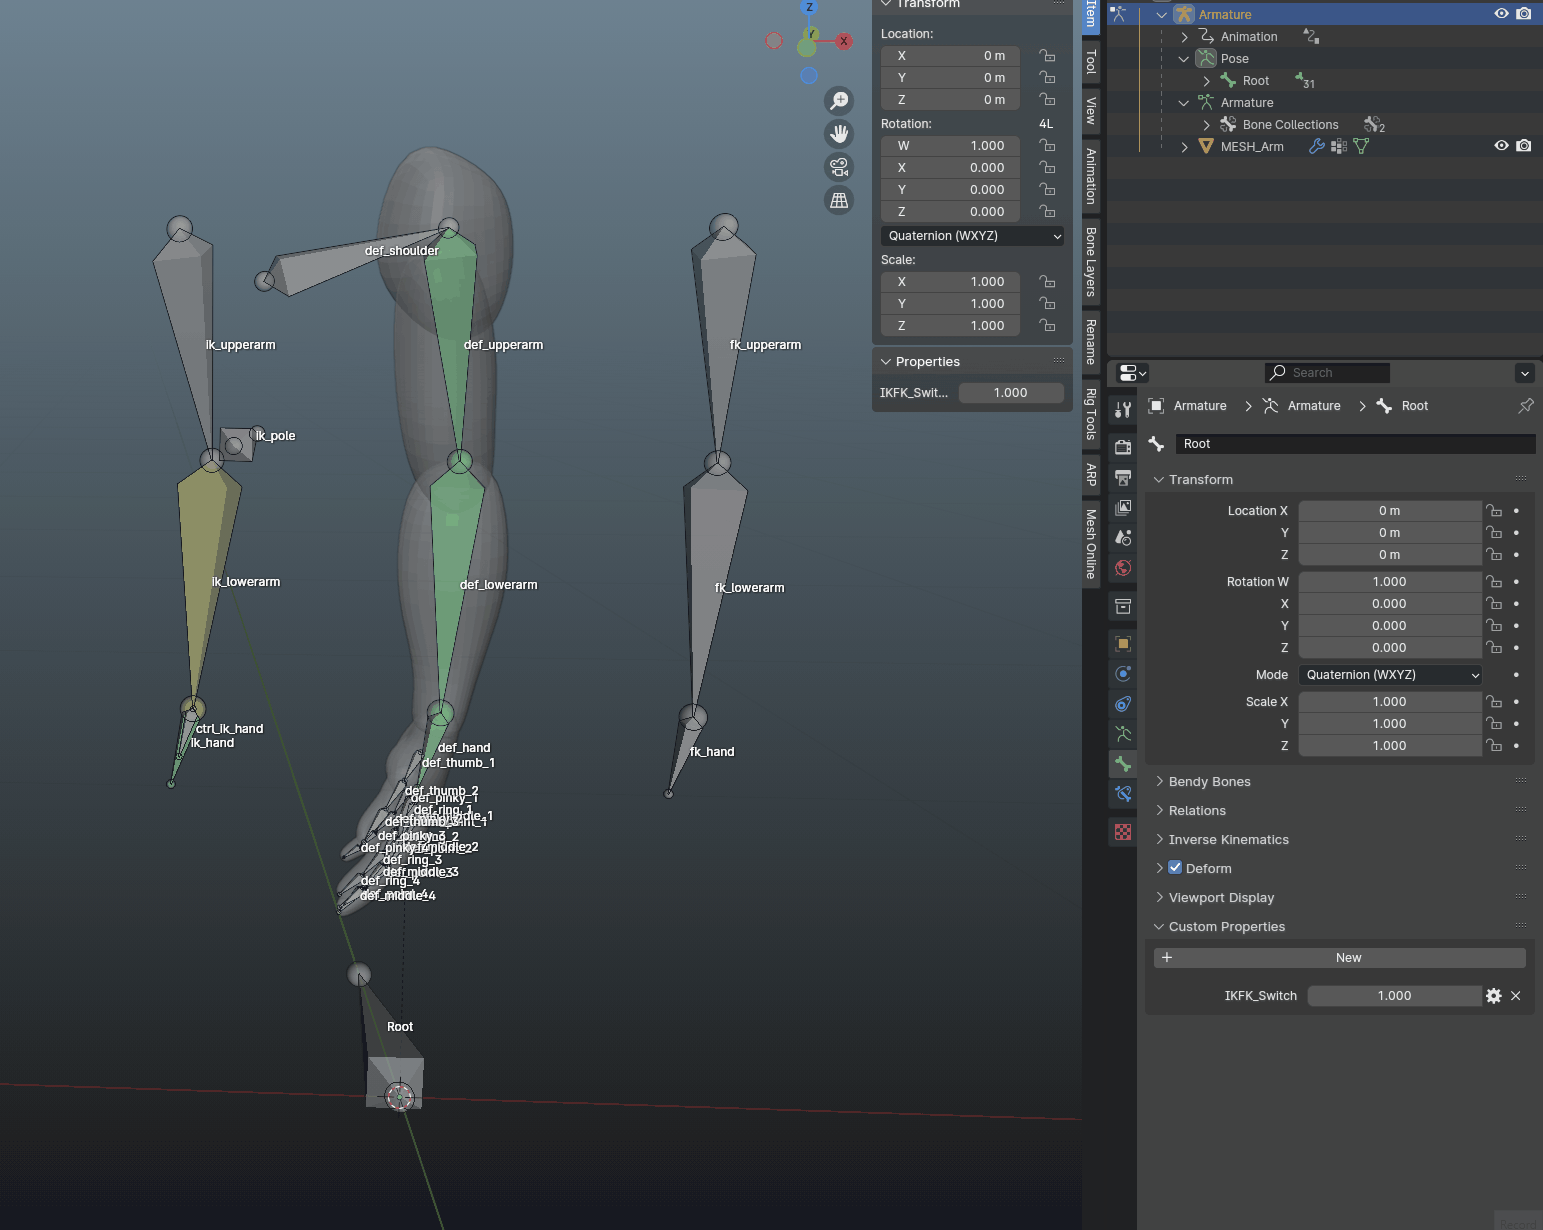 Transform
Location:
X 0 m
Y 0 m
Z 0 m
Rotation: 4L
W 1.000
X 0.000
Y 0.000
Z 0.000
Quaternion (WXYZ)
Scale:
X 1.000
Y 1.000
Z 1.000
Properties
IKFK_Swit... 1.000
Item
Tool
View
Animation
Bone Layers
Rename
Rig Tools
ARP
Mesh Online
Z
Y
X
def_shoulder
ik_upperarm
def_upperarm
fk_upperarm
ik_pole
ik_lowerarm
def_lowerarm
fk_lowerarm
ctrl_ik_hand
ik_hand
def_hand
fk_hand
def_thumb_1
def_thumb_2
def_pinky_1
def_ring_1
def_thumb_3
def_pinky_3
def_middle_2
def_ring_3
def_middle_3
def_ring_4
def_middle_4
Root
Armature
Animation 2
Pose
Root 31
Armature
Bone Collections 2
MESH_Arm
Search
Armature > Armature > Root
Root
Transform
Location X 0 m
Y 0 m
Z 0 m
Rotation W 1.000
X 0.000
Y 0.000
Z 0.000
Mode Quaternion (WXYZ)
Scale X 1.000
Y 1.000
Z 1.000
Bendy Bones
Relations
Inverse Kinematics
Deform
Viewport Display
Custom Properties
+ New
IKFK_Switch 1.000